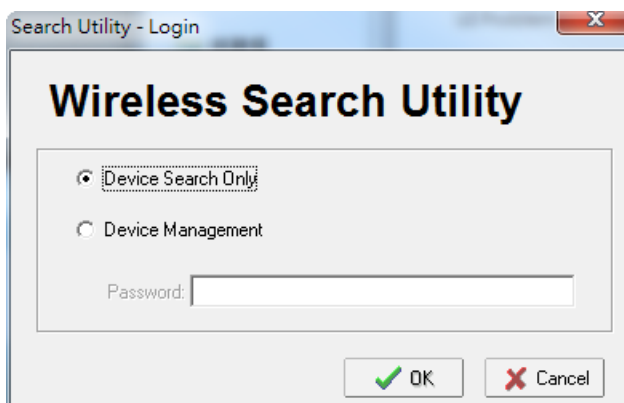 Search Utility - Login
Wireless Search Utility
Device Search Only
Device Management
Password:
OK
Cancel